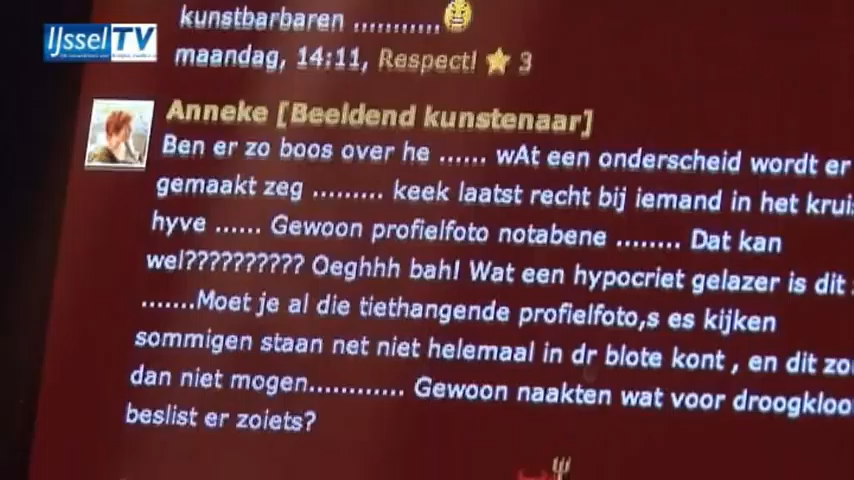 IJsselTV
kunstbarbaren ...........
maandag, 14:11, Respect! 3
Anneke [Beeldend kunstenaar]
Ben er zo boos over he ...... wAt een onderscheid wordt er
gemaakt zeg ......... keek laatst recht bij iemand in het
hyve ...... Gewoon profielfoto notabene ........ Dat kan
wel?????????? Oeghhh bah! Wat een hypocriet gelazer is dit
.......Moet je al die tiethangende profielfoto,s es kijken
sommigen staan net niet helemaal in dr blote kont , en dit
dan niet mogen............ Gewoon naakten wat voor
beslist er zoiets?